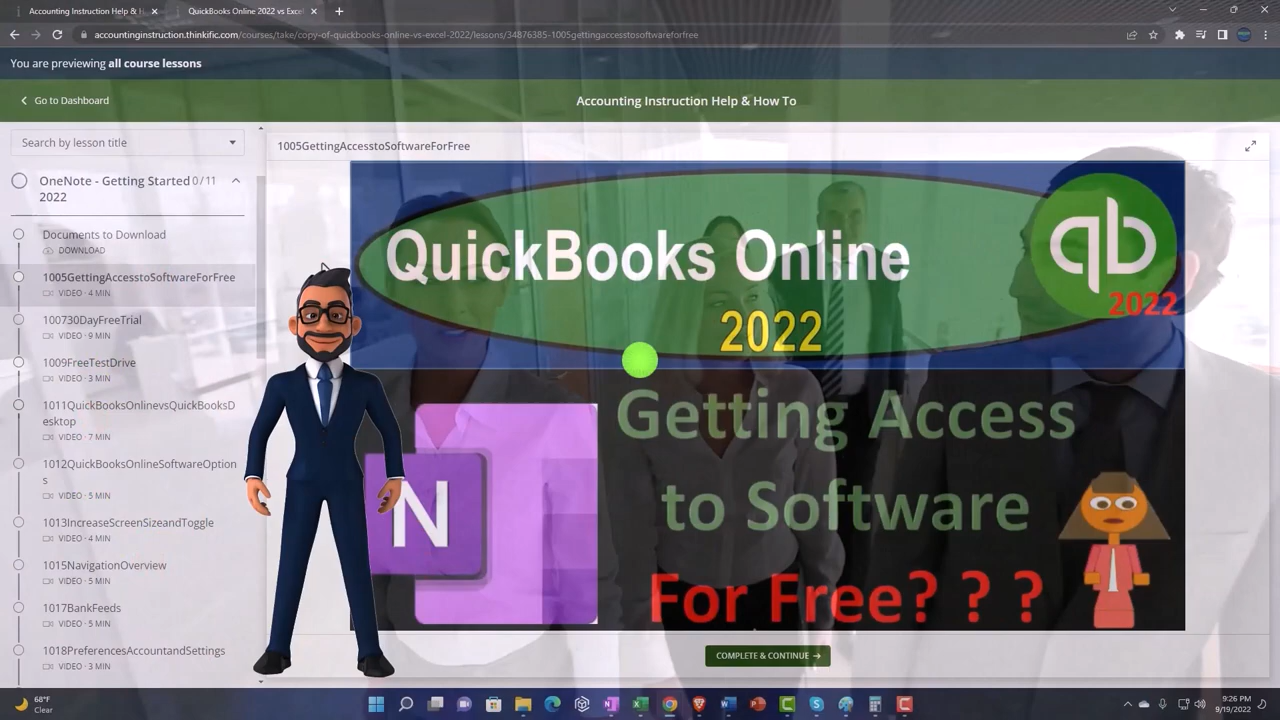 Accounting Instruction Help & H
QuickBooks Online 2022 vs Excel
accountinginstruction.thinkific.com/courses/take/copy-of-quickbooks-online-vs-excel-2022/lessons/34876385-1005gettingaccesstosoftwareforfree
You are previewing all course lessons
Go to Dashboard
Accounting Instruction Help & How To
Search by lesson title
1005GettingAccesstoSoftwareForFree
OneNote - Getting Started 0/11
2022
Documents to Download
DOWNLOAD
1005GettingAccesstoSoftwareForFree
VIDEO · 4 MIN
100730DayFreeTrial
VIDEO · 9 MIN
1009FreeTestDrive
VIDEO · 3 MIN
1011QuickBooksOnlinevsQuickBooksD
esktop
VIDEO · 7 MIN
1012QuickBooksOnlineSoftwareOption
s
VIDEO · 5 MIN
1013IncreaseScreenSizeandToggle
VIDEO · 4 MIN
1015NavigationOverview
VIDEO · 5 MIN
1017BankFeeds
VIDEO · 5 MIN
1018PreferencesAccountandSettings
VIDEO · 3 MIN
QuickBooks Online
2022
qb
2022
N
Getting Access
to Software
For Free? ? ?
COMPLETE & CONTINUE →
68°F
Clear
9:26 PM
9/19/2022